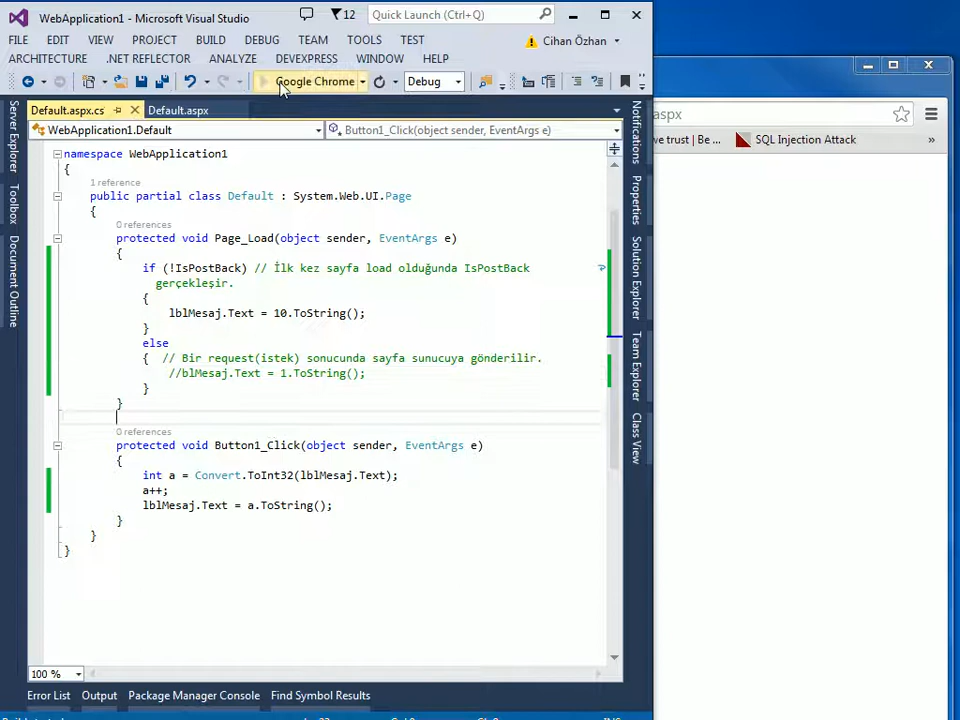 WebApplication1 - Microsoft Visual Studio
12
Quick Launch (Ctrl+Q)
FILE EDIT VIEW PROJECT BUILD DEBUG TEAM TOOLS TEST
Cihan Özhan
ARCHITECTURE .NET REFLECTOR ANALYZE DEVEXPRESS WINDOW HELP
Google Chrome
Debug
Default.aspx.cs
Default.aspx
WebApplication1.Default
Button1_Click(object sender, EventArgs e)
namespace WebApplication1
{
1 reference
public partial class Default : System.Web.UI.Page
{
0 references
protected void Page_Load(object sender, EventArgs e)
{
if (!IsPostBack) // İlk kez sayfa load olduğunda IsPostBack
gerçekleşir.
{
lblMesaj.Text = 10.ToString();
}
else
{ // Bir request(istek) sonucunda sayfa sunucuya gönderilir.
//blMesaj.Text = 1.ToString();
}
}
0 references
protected void Button1_Click(object sender, EventArgs e)
{
int a = Convert.ToInt32(lblMesaj.Text);
a++;
lblMesaj.Text = a.ToString();
}
}
}
100 %
Error List Output Package Manager Console Find Symbol Results
Server Explorer
Toolbox
Document Outline
Notifications
Properties
Solution Explorer
Team Explorer
Class View
aspx
we trust | Be ...
SQL Injection Attack
»